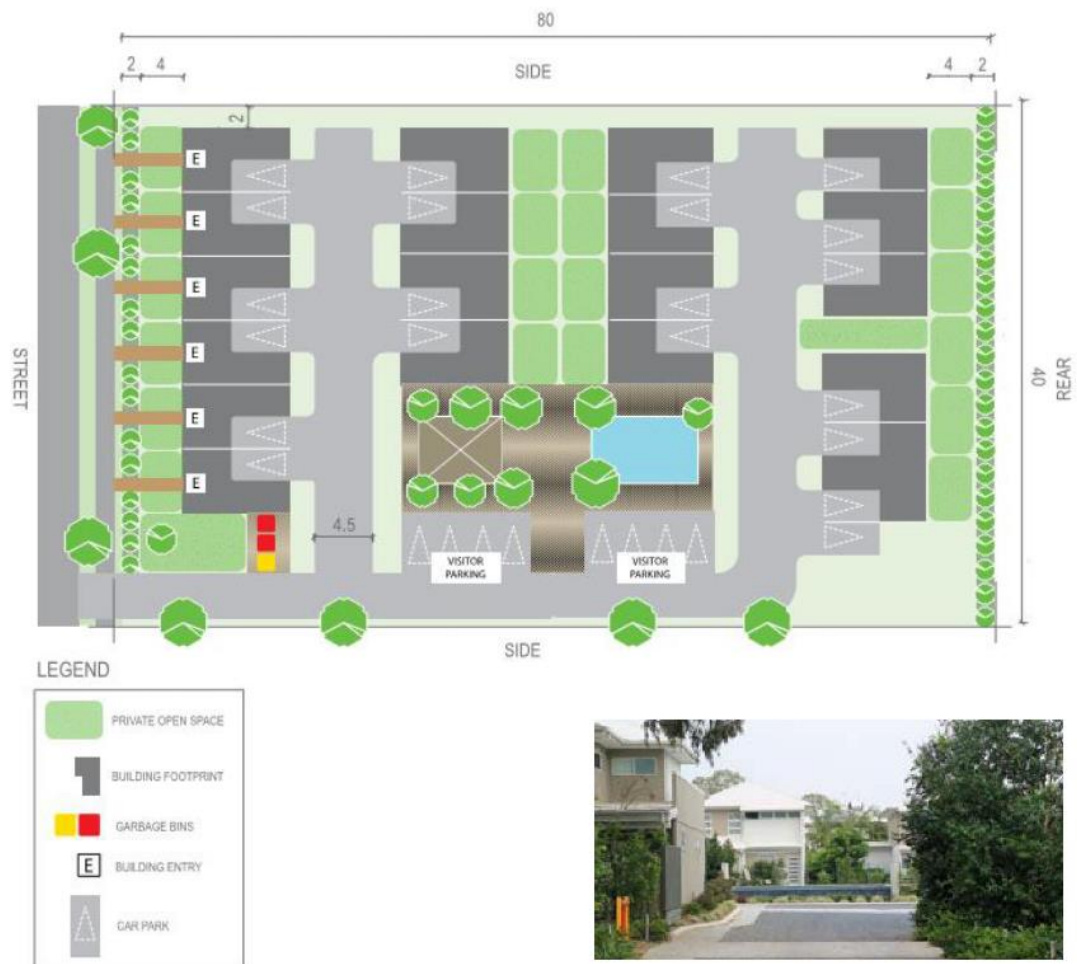 80
2 4
SIDE
4 2
2
E
E
E
E
E
E
STREET
40
REAR
4.5
VISITOR
PARKING
VISITOR
PARKING
SIDE
LEGEND
PRIVATE OPEN SPACE
BUILDING FOOTPRINT
GARBAGE BINS
E BUILDING ENTRY
CAR PARK